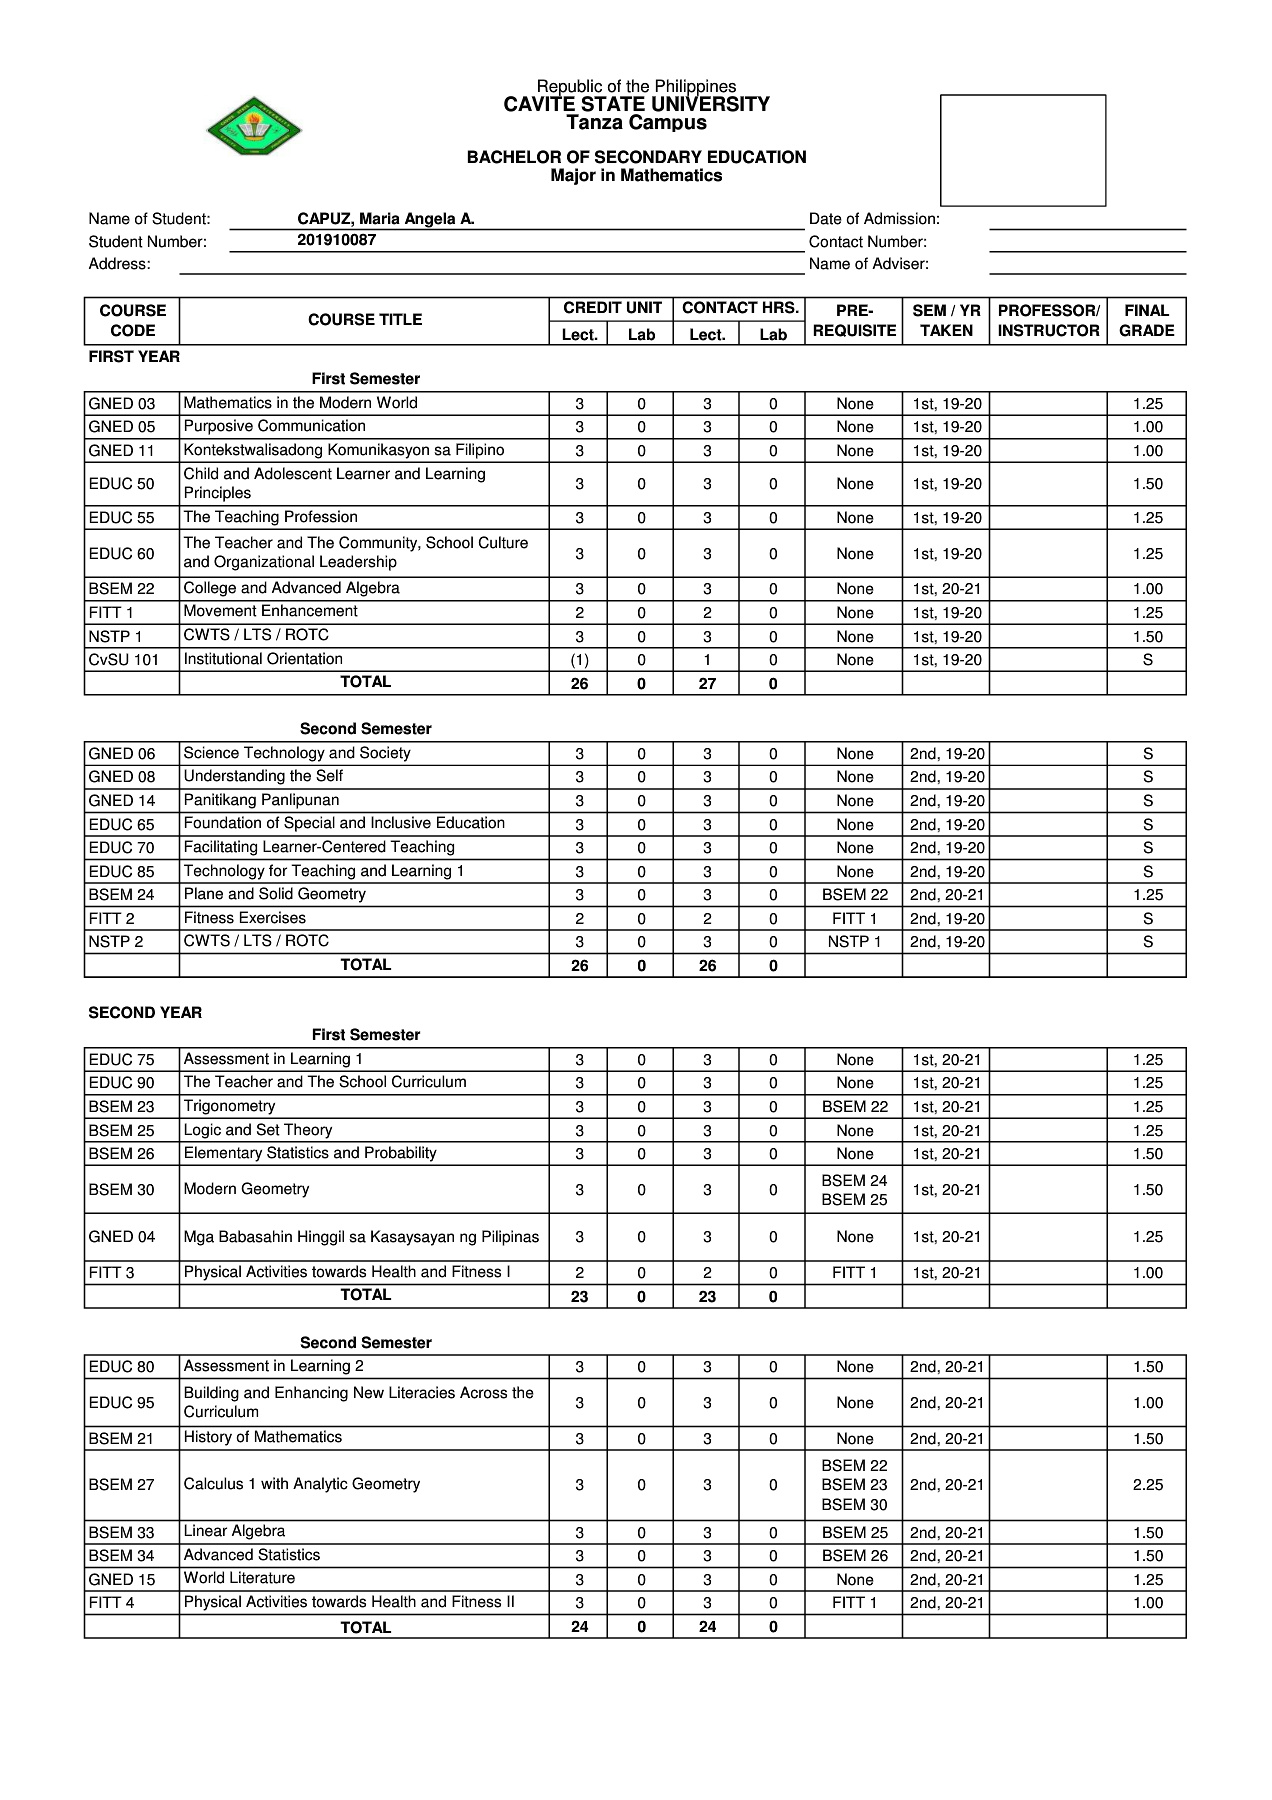 Republic of the Philippines
CAVITE STATE UNIVERSITY
Tanza Campus
BACHELOR OF SECONDARY EDUCATION
Major in Mathematics
Name of Student: CAPUZ, Maria Angela A. Date of Admission:
Student Number: 201910087 Contact Number:
Address: Name of Adviser:
COURSE CODE COURSE TITLE CREDIT UNIT CONTACT HRS. PRE-REQUISITE SEM / YR TAKEN PROFESSOR/ INSTRUCTOR FINAL GRADE
Lect. Lab Lect. Lab
FIRST YEAR
First Semester
GNED 03 Mathematics in the Modern World 3 0 3 0 None 1st, 19-20 1.25
GNED 05 Purposive Communication 3 0 3 0 None 1st, 19-20 1.00
GNED 11 Kontekstwalisadong Komunikasyon sa Filipino 3 0 3 0 None 1st, 19-20 1.00
EDUC 50 Child and Adolescent Learner and Learning Principles 3 0 3 0 None 1st, 19-20 1.50
EDUC 55 The Teaching Profession 3 0 3 0 None 1st, 19-20 1.25
EDUC 60 The Teacher and The Community, School Culture and Organizational Leadership 3 0 3 0 None 1st, 19-20 1.25
BSEM 22 College and Advanced Algebra 3 0 3 0 None 1st, 20-21 1.00
FITT 1 Movement Enhancement 2 0 2 0 None 1st, 19-20 1.25
NSTP 1 CWTS / LTS / ROTC 3 0 3 0 None 1st, 19-20 1.50
CvSU 101 Institutional Orientation (1) 0 1 0 None 1st, 19-20 S
TOTAL 26 0 27 0
Second Semester
GNED 06 Science Technology and Society 3 0 3 0 None 2nd, 19-20 S
GNED 08 Understanding the Self 3 0 3 0 None 2nd, 19-20 S
GNED 14 Panitikang Panlipunan 3 0 3 0 None 2nd, 19-20 S
EDUC 65 Foundation of Special and Inclusive Education 3 0 3 0 None 2nd, 19-20 S
EDUC 70 Facilitating Learner-Centered Teaching 3 0 3 0 None 2nd, 19-20 S
EDUC 85 Technology for Teaching and Learning 1 3 0 3 0 None 2nd, 19-20 S
BSEM 24 Plane and Solid Geometry 3 0 3 0 BSEM 22 2nd, 20-21 1.25
FITT 2 Fitness Exercises 2 0 2 0 FITT 1 2nd, 19-20 S
NSTP 2 CWTS / LTS / ROTC 3 0 3 0 NSTP 1 2nd, 19-20 S
TOTAL 26 0 26 0
SECOND YEAR
First Semester
EDUC 75 Assessment in Learning 1 3 0 3 0 None 1st, 20-21 1.25
EDUC 90 The Teacher and The School Curriculum 3 0 3 0 None 1st, 20-21 1.25
BSEM 23 Trigonometry 3 0 3 0 BSEM 22 1st, 20-21 1.25
BSEM 25 Logic and Set Theory 3 0 3 0 None 1st, 20-21 1.25
BSEM 26 Elementary Statistics and Probability 3 0 3 0 None 1st, 20-21 1.50
BSEM 30 Modern Geometry 3 0 3 0 BSEM 24 BSEM 25 1st, 20-21 1.50
GNED 04 Mga Babasahin Hinggil sa Kasaysayan ng Pilipinas 3 0 3 0 None 1st, 20-21 1.25
FITT 3 Physical Activities towards Health and Fitness I 2 0 2 0 FITT 1 1st, 20-21 1.00
TOTAL 23 0 23 0
Second Semester
EDUC 80 Assessment in Learning 2 3 0 3 0 None 2nd, 20-21 1.50
EDUC 95 Building and Enhancing New Literacies Across the Curriculum 3 0 3 0 None 2nd, 20-21 1.00
BSEM 21 History of Mathematics 3 0 3 0 None 2nd, 20-21 1.50
BSEM 27 Calculus 1 with Analytic Geometry 3 0 3 0 BSEM 22 BSEM 23 BSEM 30 2nd, 20-21 2.25
BSEM 33 Linear Algebra 3 0 3 0 BSEM 25 2nd, 20-21 1.50
BSEM 34 Advanced Statistics 3 0 3 0 BSEM 26 2nd, 20-21 1.50
GNED 15 World Literature 3 0 3 0 None 2nd, 20-21 1.25
FITT 4 Physical Activities towards Health and Fitness II 3 0 3 0 FITT 1 2nd, 20-21 1.00
TOTAL 24 0 24 0